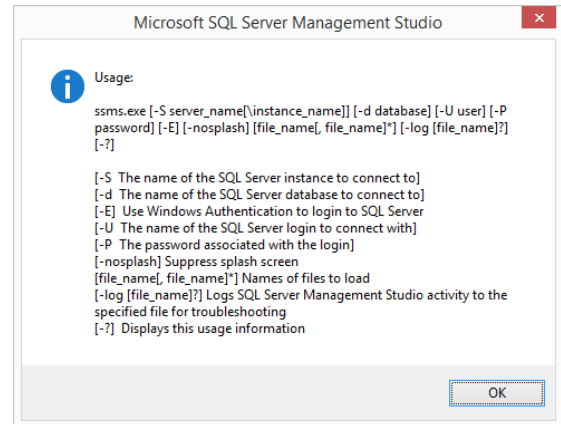 Microsoft SQL Server Management Studio
Usage:
ssms.exe [-S server_name[\instance_name]] [-d database] [-U user] [-P
password] [-E] [-nosplash] [file_name[, file_name]*] [-log [file_name]?]
[-?]
[-S  The name of the SQL Server instance to connect to]
[-d  The name of the SQL Server database to connect to]
[-E]  Use Windows Authentication to login to SQL Server
[-U  The name of the SQL Server login to connect with]
[-P  The password associated with the login]
[-nosplash] Suppress splash screen
[file_name[, file_name]*] Names of files to load
[-log [file_name]?] Logs SQL Server Management Studio activity to the
specified file for troubleshooting
[-?]  Displays this usage information
OK